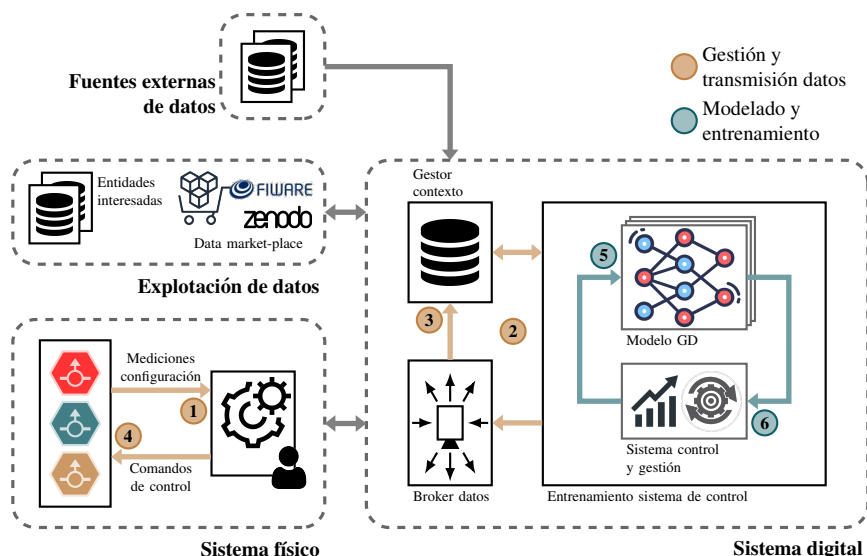 Fuentes externas
de datos
Gestión y
transmisión datos
Modelado y
entrenamiento
Entidades
interesadas
FIWARE
zenodo
Data market-place
Explotación de datos
Gestor
contexto
5
Modelo GD
3
2
Mediciones
configuración
1
4
Comandos
de control
6
Sistema control
y gestión
Broker datos
Entrenamiento sistema de control
Sistema físico
Sistema digital